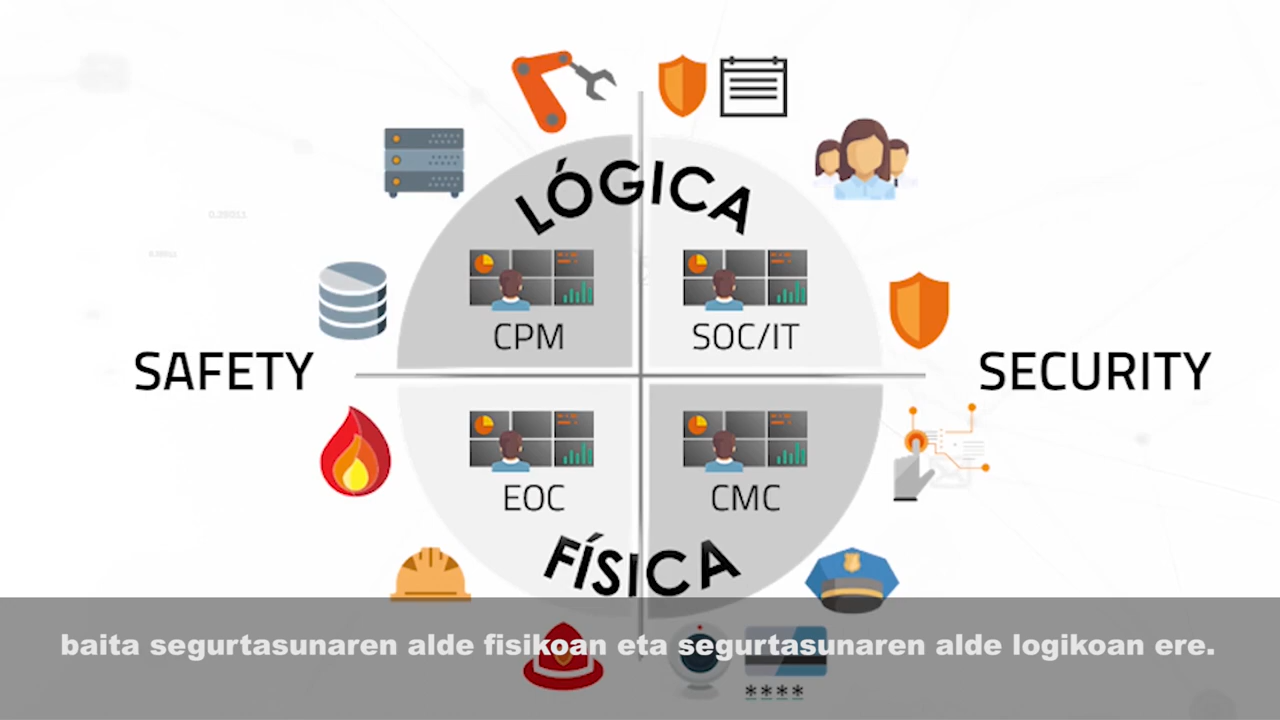 LÓGICA
CPM
SOC/IT
SAFETY
SECURITY
EOC
CMC
FÍSICA
baita segurtasunaren alde fisikoan eta segurtasunaren alde logikoan ere.
****